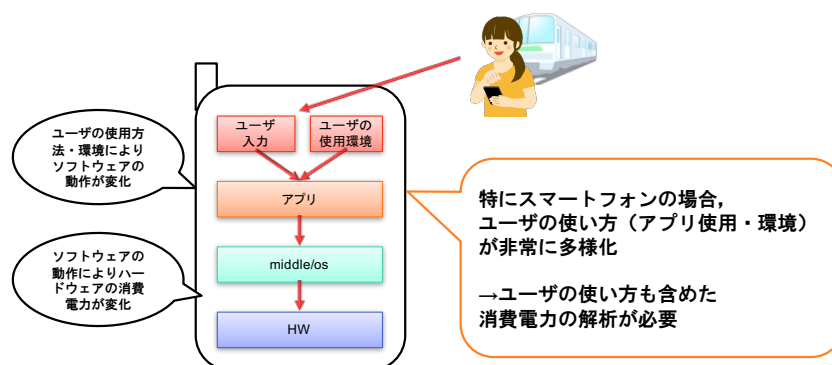 ユーザ
入力
ユーザの
使用環境
ユーザの使用方
法・環境により
ソフトウェアの
動作が変化
アプリ
特にスマートフォンの場合,
ユーザの使い方（アプリ使用・環境）
が非常に多様化
→ユーザの使い方も含めた
消費電力の解析が必要
ソフトウェアの
動作によりハー
ドウェアの消費
電力が変化
middle/os
HW